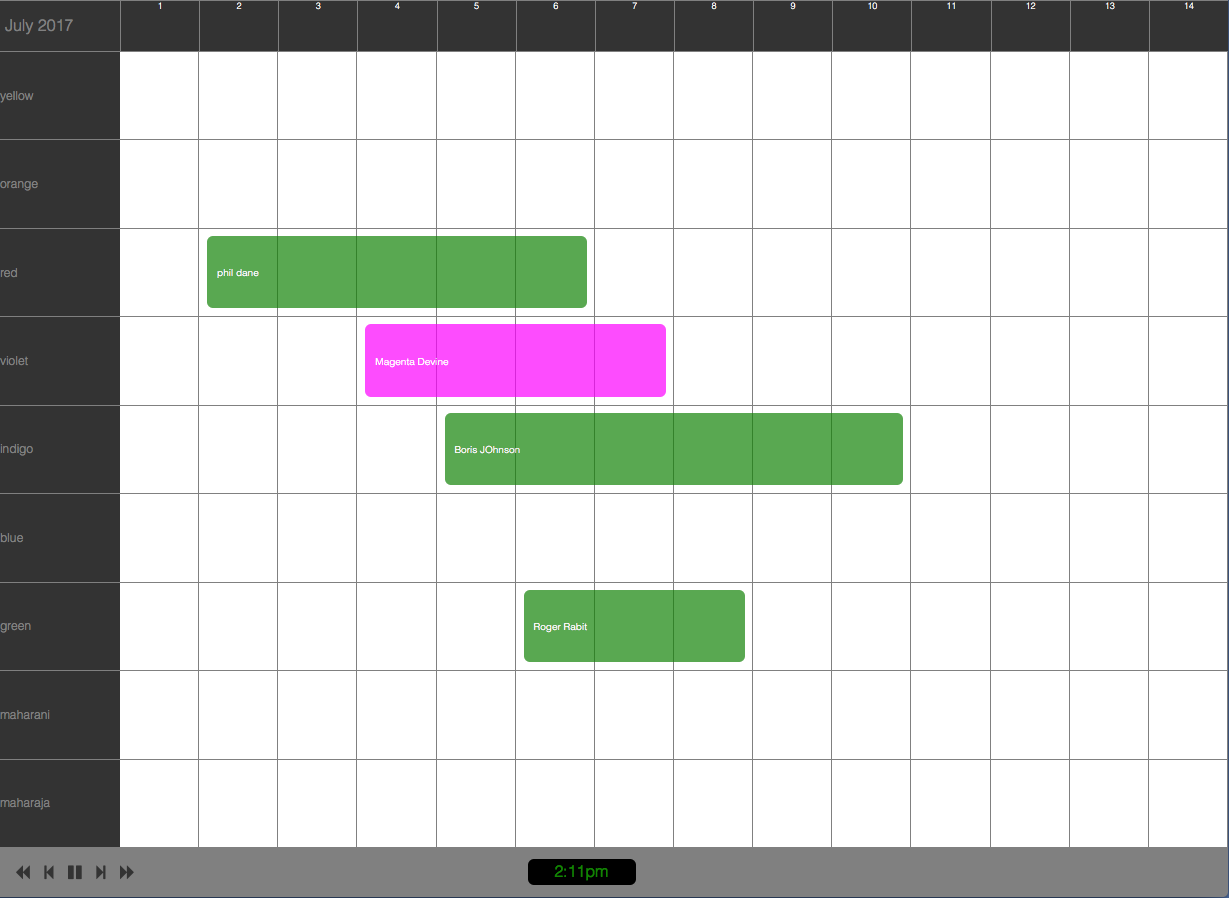 July 2017 1 2 3 4 5 6 7 8 9 10 11 12 13 14
yellow
orange
red phil dane
violet Magenta Devine
indigo Boris JOhnson
blue
green Roger Rabit
maharani
maharaja
2:11pm